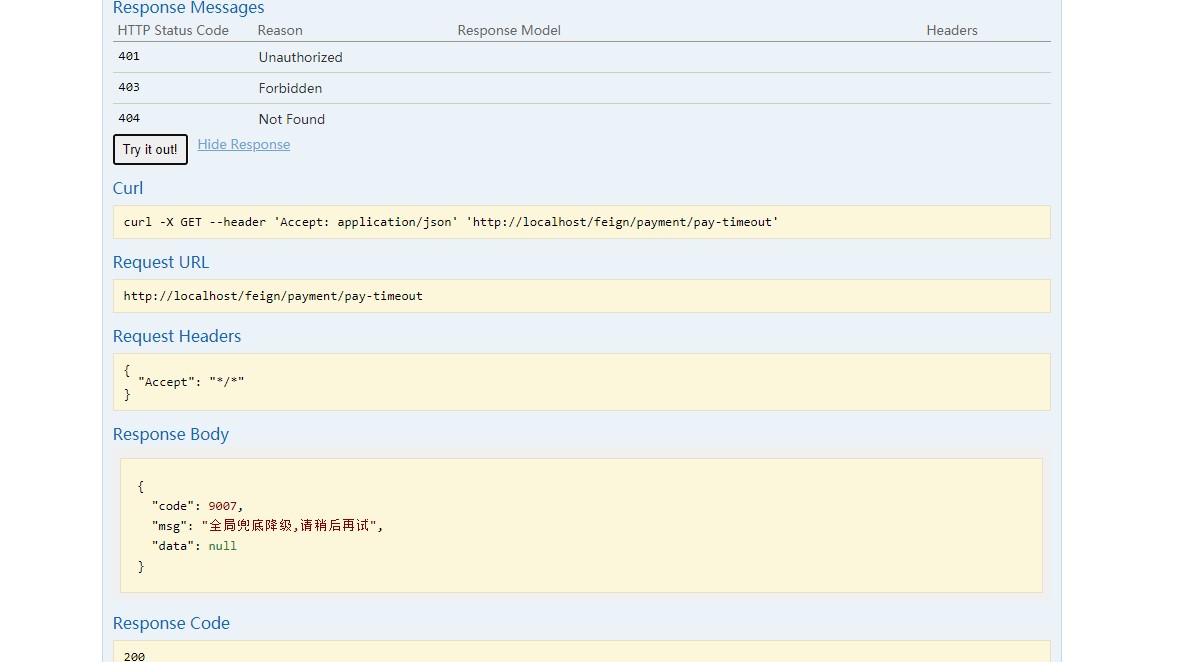 Response Messages
HTTP Status Code Reason Response Model Headers
401 Unauthorized
403 Forbidden
404 Not Found
Try it out! Hide Response
Curl
curl -X GET --header 'Accept: application/json' 'http://localhost/feign/payment/pay-timeout'
Request URL
http://localhost/feign/payment/pay-timeout
Request Headers
{
"Accept": "*/*"
}
Response Body
{
"code": 9007,
"msg": "全局兜底降级,请稍后再试",
"data": null
}
Response Code
200